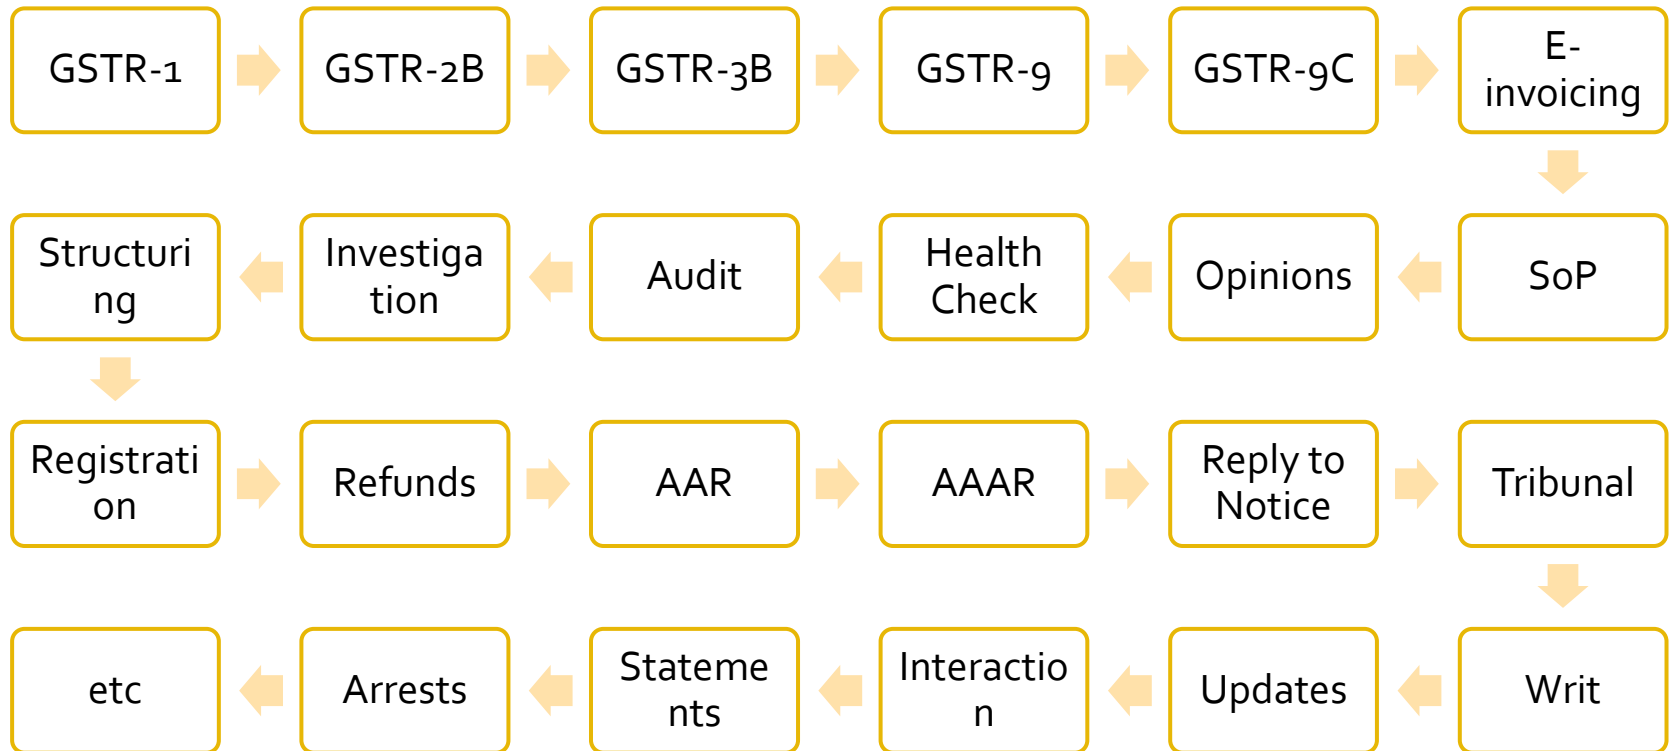 GSTR-1
GSTR-2B
GSTR-3B
GSTR-9
GSTR-9C
E-
invoicing
SoP
Opinions
Health
Check
Audit
Investiga
tion
Structuri
ng
Registrati
on
Refunds
AAR
AAAR
Reply to
Notice
Tribunal
Writ
Updates
Interactio
n
Stateme
nts
Arrests
etc